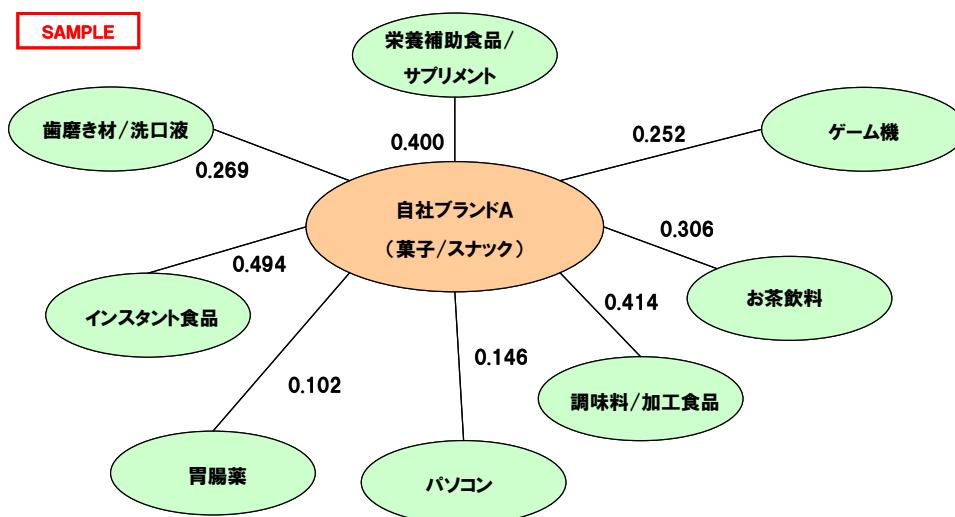 SAMPLE
栄養補助食品/
サプリメント
歯磨き材/洗口液
ゲーム機
0.400
0.252
0.269
自社ブランドA
(菓子/スナック)
0.306
0.494
お茶飲料
インスタント食品
0.414
0.146
0.102
調味料/加工食品
胃腸薬
パソコン